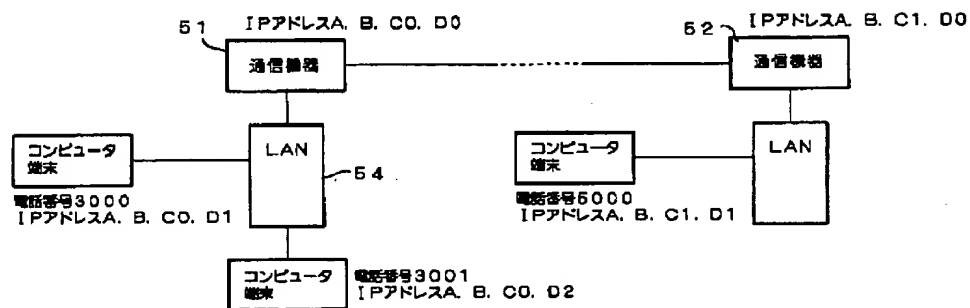 51
IPアドレスA. B. C0. D0
通信機器
52
IPアドレスA. B. C1. D0
通信機器
コンピュータ
端末
電話番号3000
IPアドレスA. B. C0. D1
LAN
54
コンピュータ
端末
電話番号3001
IPアドレスA. B. C0. D2
コンピュータ
端末
電話番号5000
IPアドレスA. B. C1. D1
LAN